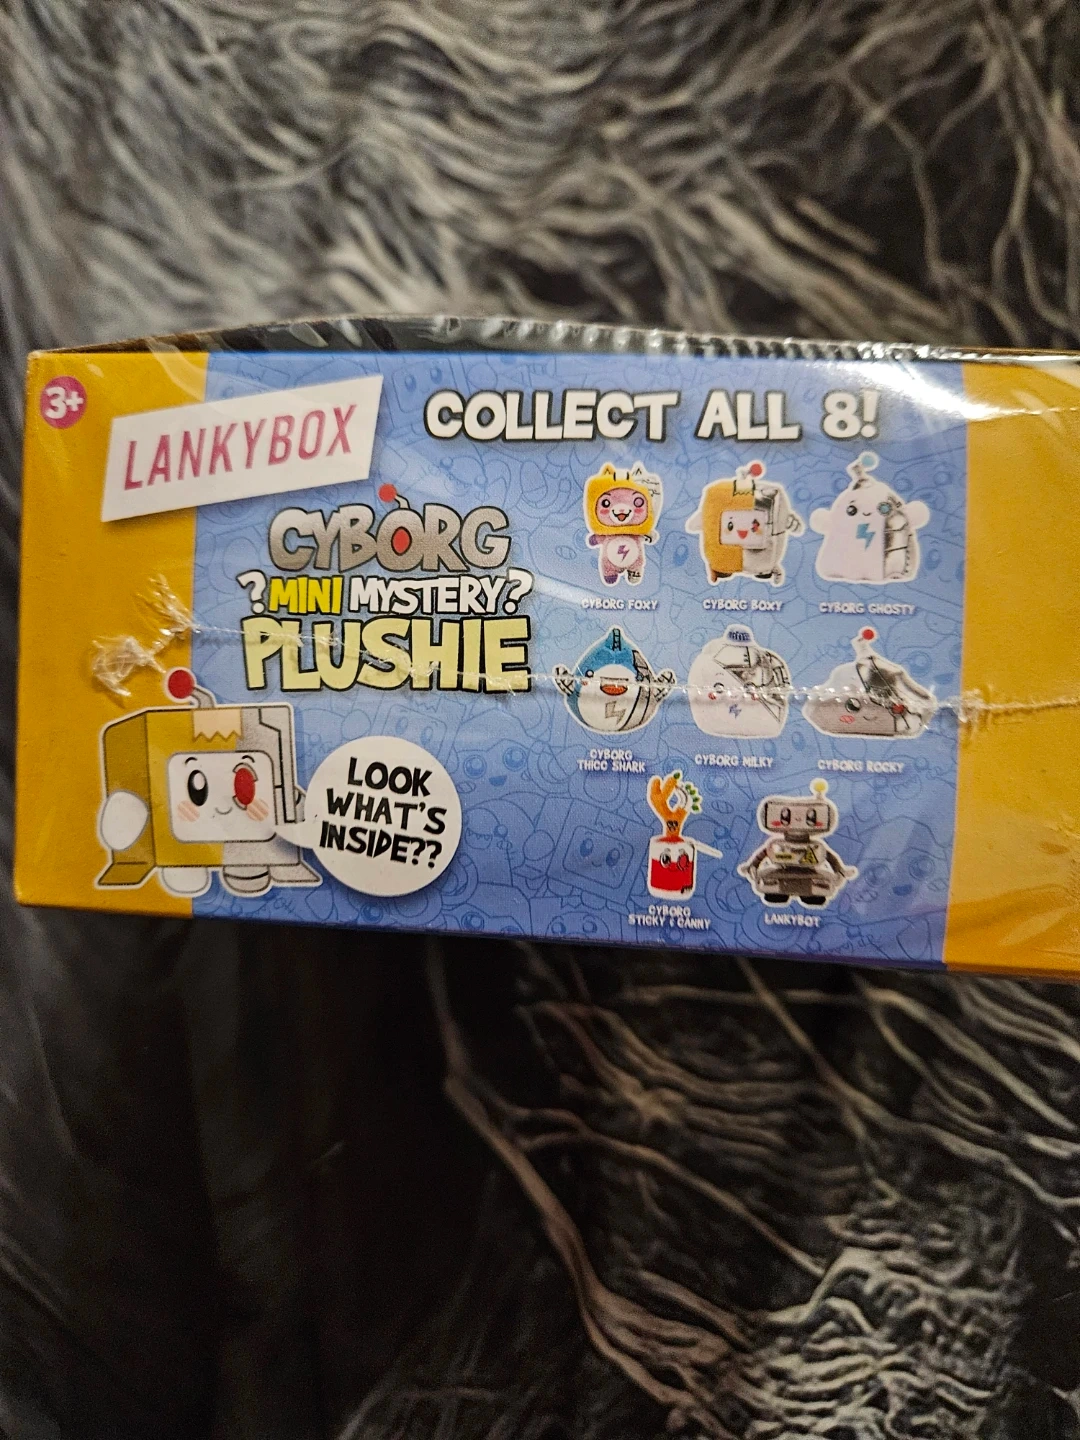 3+
LANKYBOX
COLLECT ALL 8!
CYBORG
?MINI MYSTERY?
PLUSHIE
LOOK
WHAT'S
INSIDE??
CYBORG FOXY
CYBORG BOXY
CYBORG GHOSTY
CYBORG
THICC SHARK
CYBORG MILKY
CYBORG ROCKY
CYBORG
STICKY & CANNY
LANKYBOT